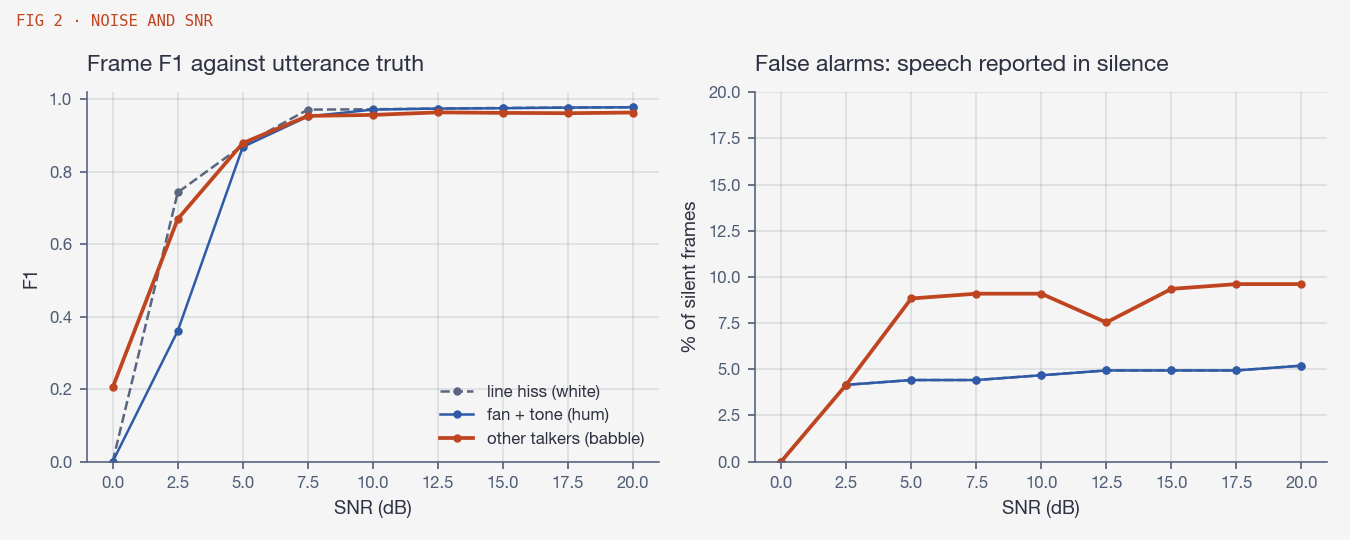 FIG 2 · NOISE AND SNR
Frame F1 against utterance truth
1.0
0.8
0.6
0.4
0.2
0.0
F1
0.0 2.5 5.0 7.5 10.0 12.5 15.0 17.5 20.0
SNR (dB)
line hiss (white)
fan + tone (hum)
other talkers (babble)
False alarms: speech reported in silence
20.0
17.5
15.0
12.5
10.0
7.5
5.0
2.5
0.0
% of silent frames
0.0 2.5 5.0 7.5 10.0 12.5 15.0 17.5 20.0
SNR (dB)